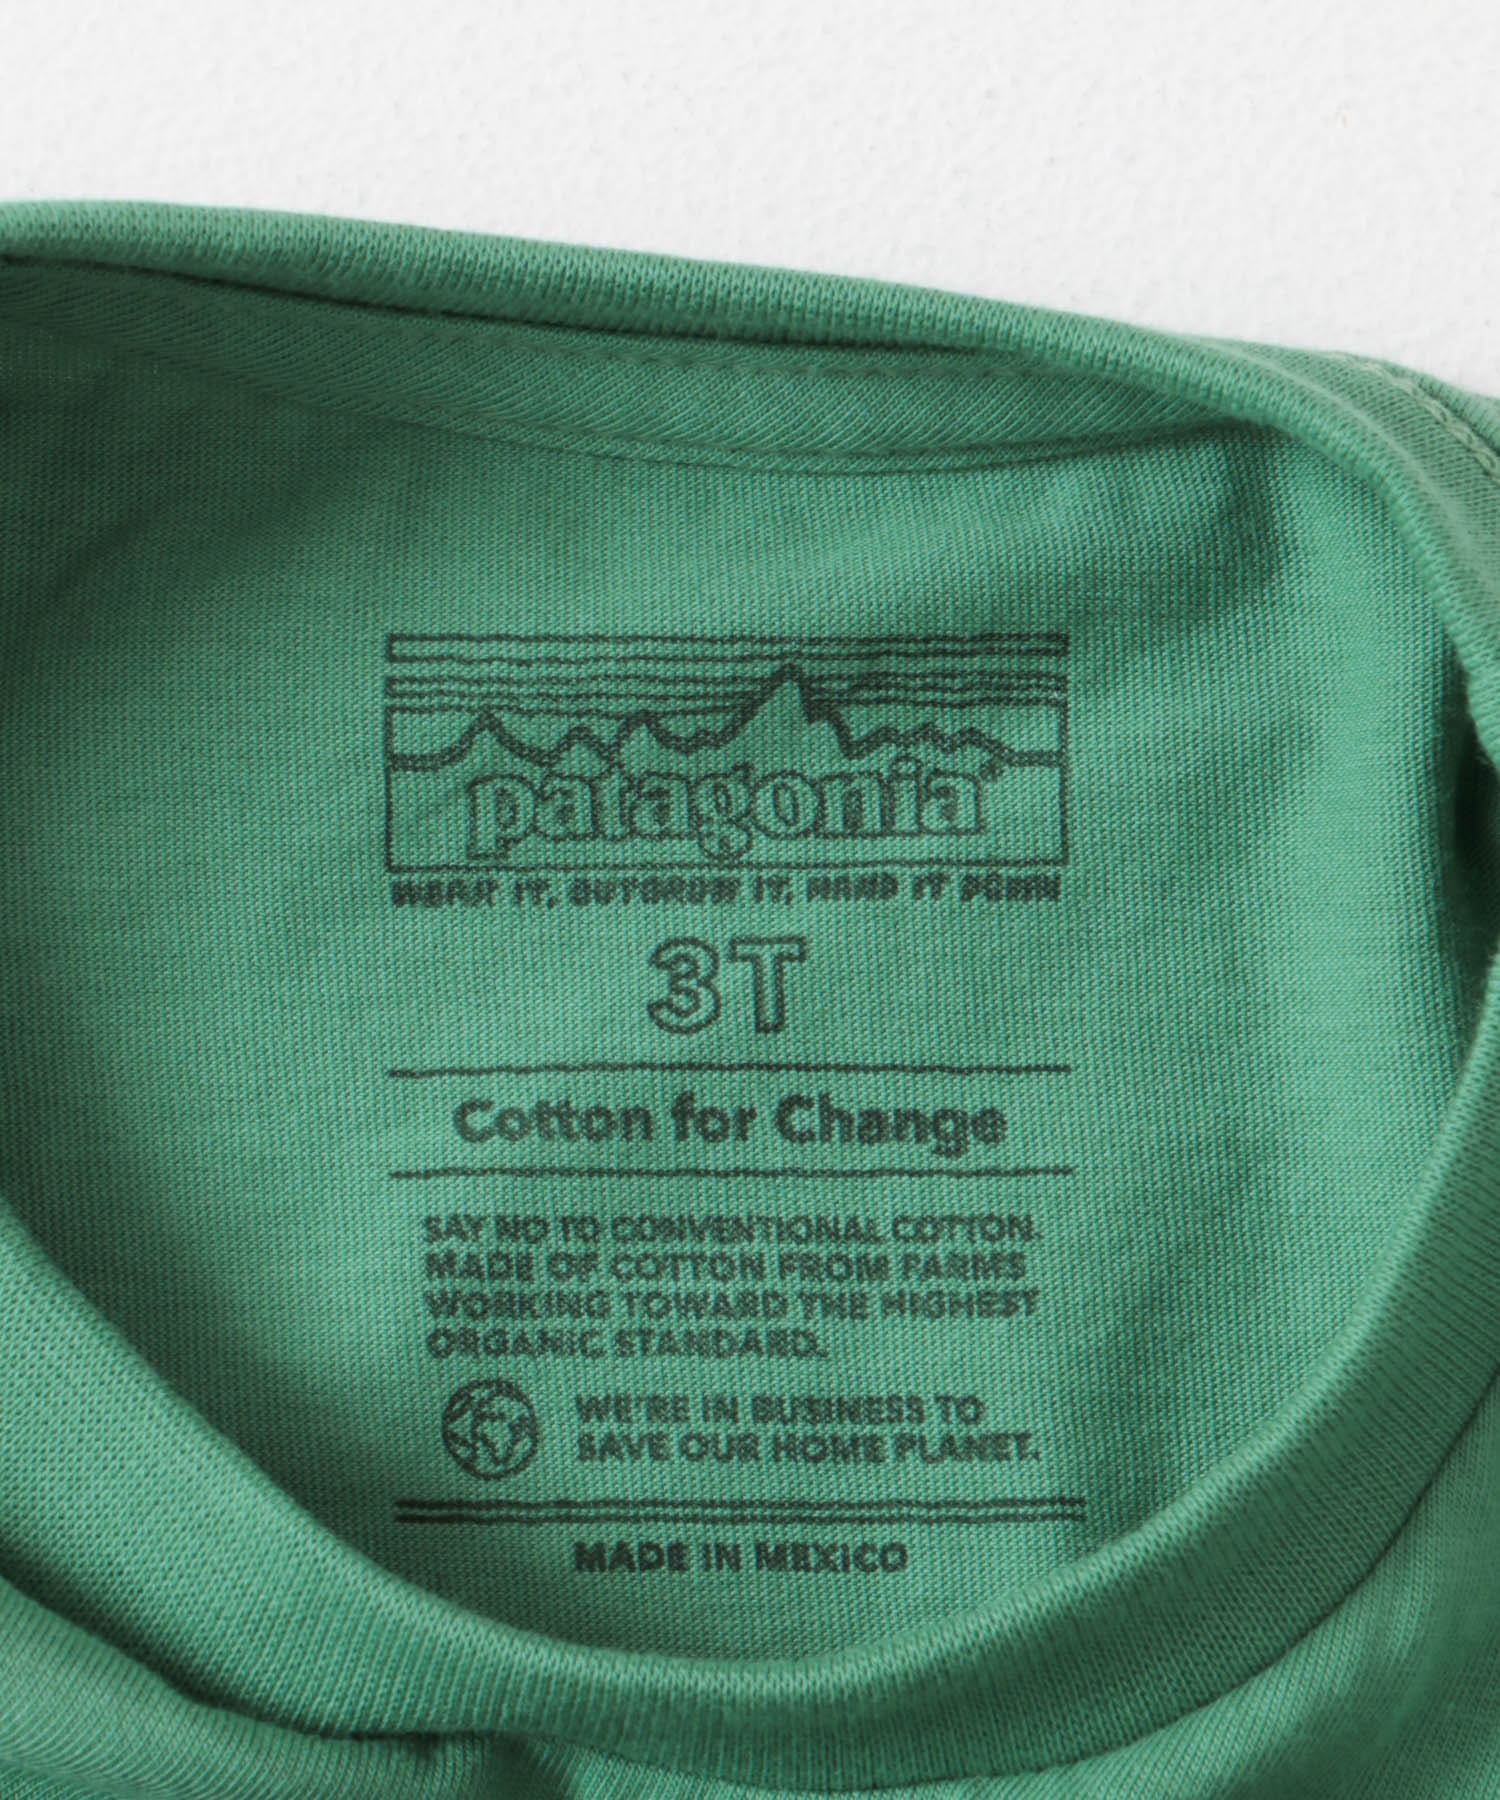 patagonia®
WEAR IT, OUTGROW IT, HAND IT DOWN
3T
Cotton for Change
SAY NO TO CONVENTIONAL COTTON.
MADE OF COTTON FROM FARMS
WORKING TOWARD THE HIGHEST
ORGANIC STANDARD.
WE'RE IN BUSINESS TO
SAVE OUR HOME PLANET.
MADE IN MEXICO